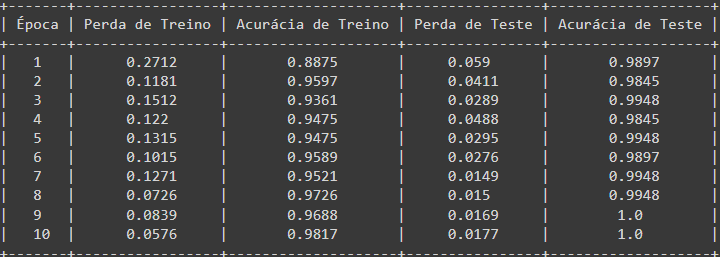 | Época | Perda de Treino | Acurácia de Treino | Perda de Teste | Acurácia de Teste |
| 1 | 0.2712 | 0.8875 | 0.059 | 0.9897 |
| 2 | 0.1181 | 0.9597 | 0.0411 | 0.9845 |
| 3 | 0.1512 | 0.9361 | 0.0289 | 0.9948 |
| 4 | 0.122 | 0.9475 | 0.0488 | 0.9845 |
| 5 | 0.1315 | 0.9475 | 0.0295 | 0.9948 |
| 6 | 0.1015 | 0.9589 | 0.0276 | 0.9897 |
| 7 | 0.1271 | 0.9521 | 0.0149 | 0.9948 |
| 8 | 0.0726 | 0.9726 | 0.015 | 0.9948 |
| 9 | 0.0839 | 0.9688 | 0.0169 | 1.0 |
| 10 | 0.0576 | 0.9817 | 0.0177 | 1.0 |